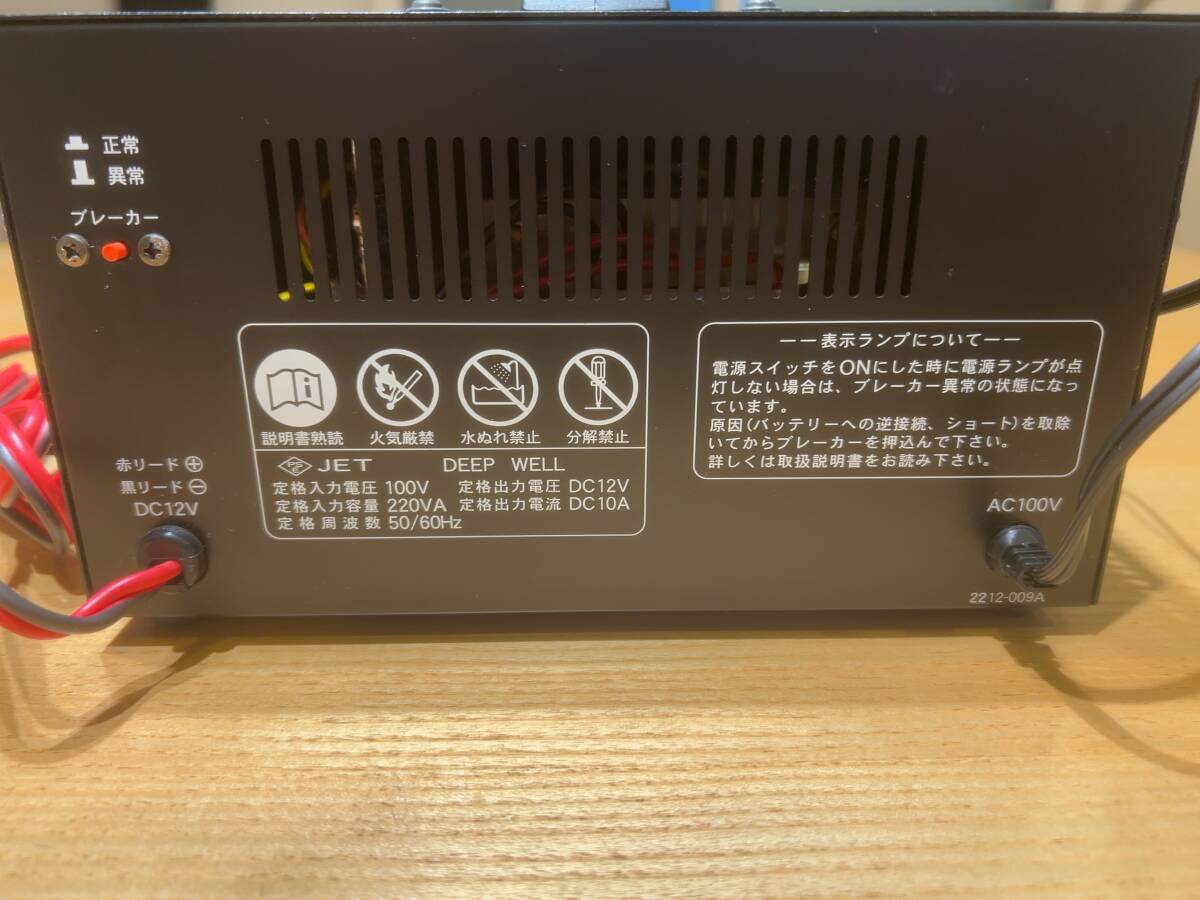 正常
異常
ブレーカー
赤リード⊕
黒リード⊖
DC12V
説明書熟読 火気厳禁 水ぬれ禁止 分解禁止
PSE JET DEEP WELL
定格入力電圧 100V 定格出力電圧 DC12V
定格入力容量 220VA 定格出力電流 DC10A
定格周波数 50/60Hz
――表示ランプについて――
電源スイッチをONにした時に電源ランプが点
灯しない場合は、ブレーカー異常の状態になっ
ています。
原因(バッテリーへの逆接続、ショート)を取除
いてからブレーカーを押込んで下さい。
詳しくは取扱説明書をお読み下さい。
AC100V
2212-009A